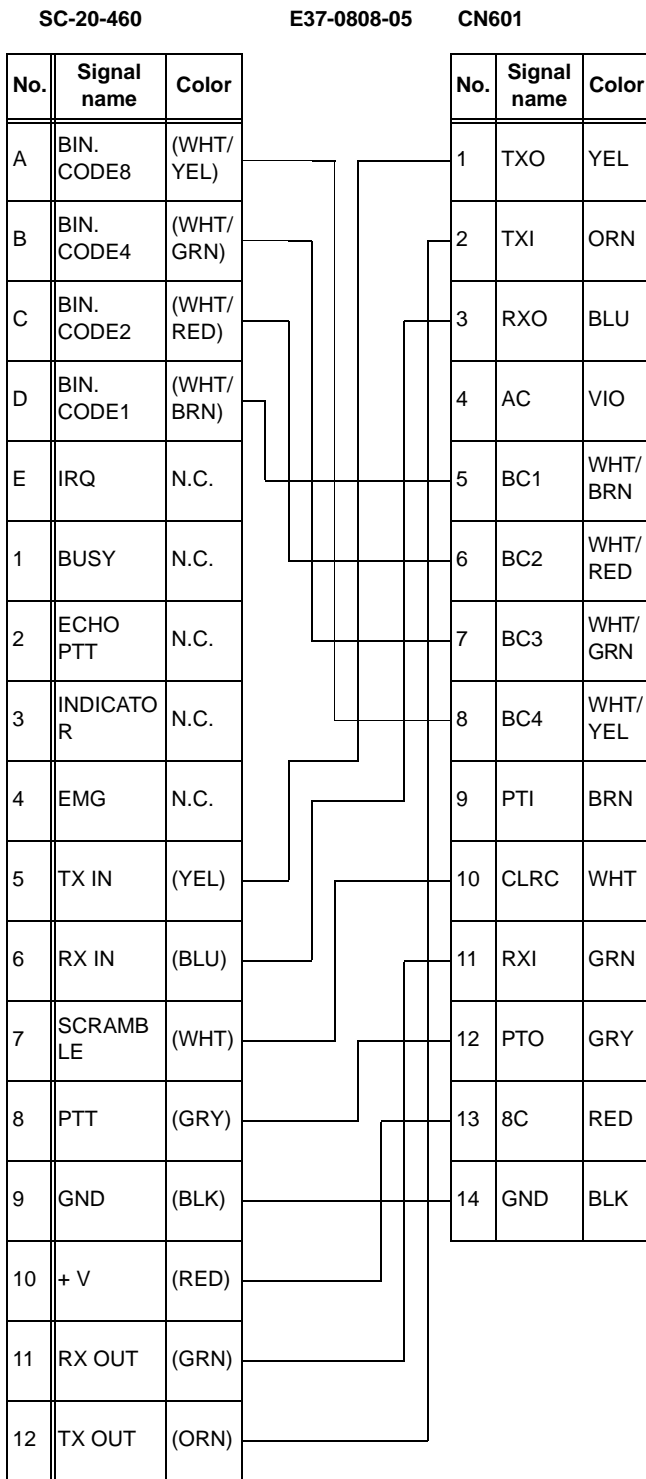 SC-20-460 E37-0808-05 CN601
No. Signal name Color
A BIN. CODE8 (WHT/ YEL)
B BIN. CODE4 (WHT/ GRN)
C BIN. CODE2 (WHT/ RED)
D BIN. CODE1 (WHT/ BRN)
E IRQ N.C.
1 BUSY N.C.
2 ECHO PTT N.C.
3 INDICATO R N.C.
4 EMG N.C.
5 TX IN (YEL)
6 RX IN (BLU)
7 SCRAMB LE (WHT)
8 PTT (GRY)
9 GND (BLK)
10 + V (RED)
11 RX OUT (GRN)
12 TX OUT (ORN)
No. Signal name Color
1 TXO YEL
2 TXI ORN
3 RXO BLU
4 AC VIO
5 BC1 WHT/ BRN
6 BC2 WHT/ RED
7 BC3 WHT/ GRN
8 BC4 WHT/ YEL
9 PTI BRN
10 CLRC WHT
11 RXI GRN
12 PTO GRY
13 8C RED
14 GND BLK